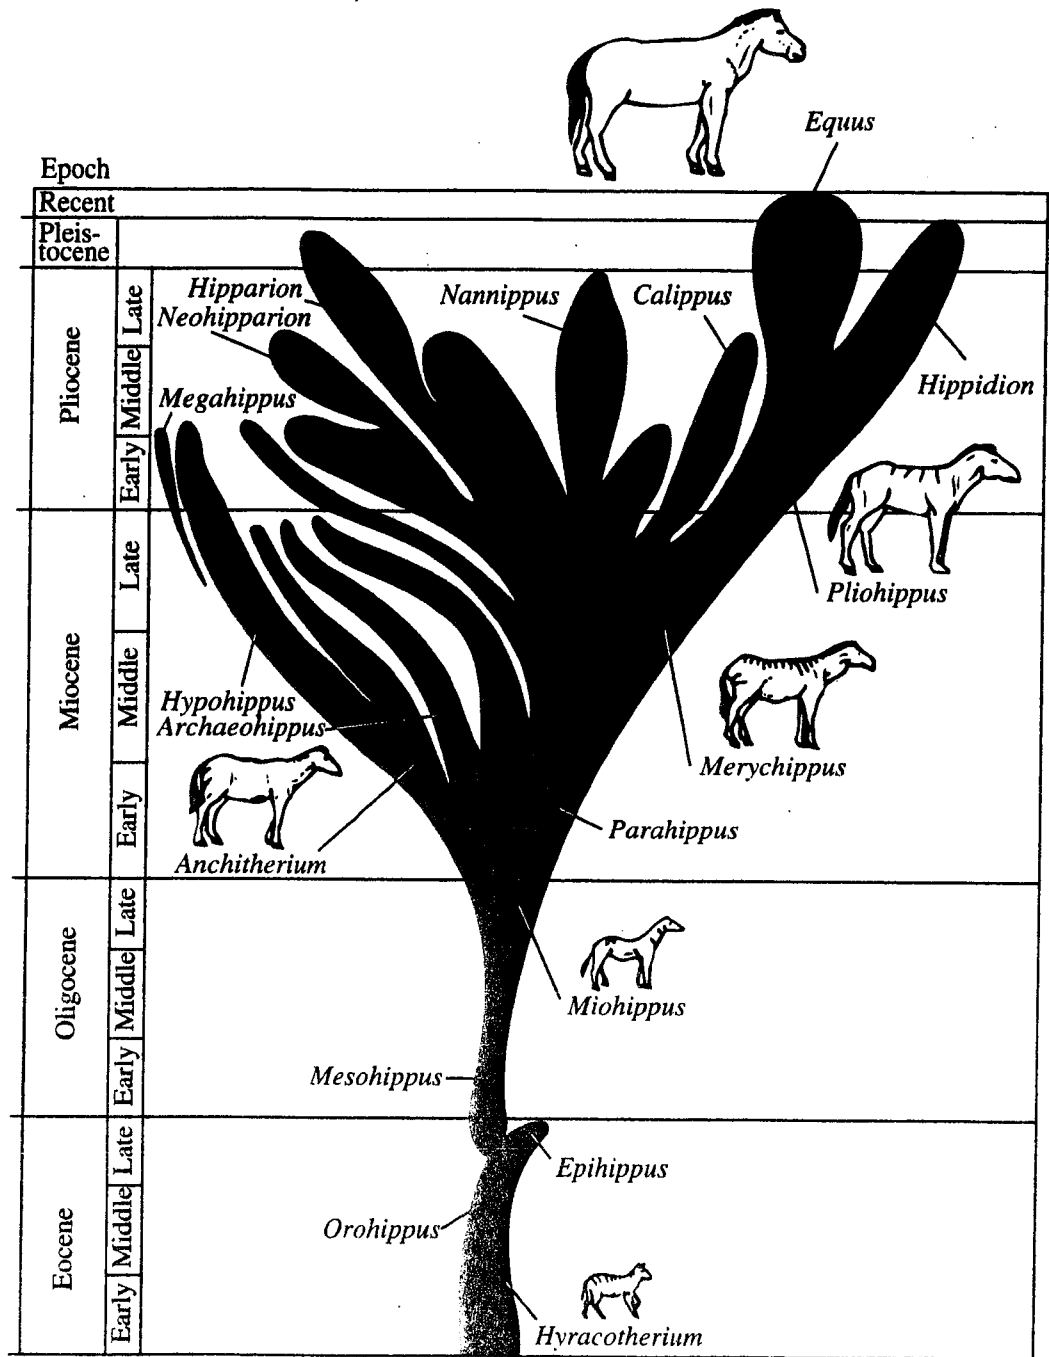 Equus
Epoch
Recent
Pleis-
tocene
Hipparion
Neohipparion
Nannippus
Calippus
Hippidion
Megahippus
Pliocene
Late
Middle
Early
Pliohippus
Miocene
Late
Middle
Early
Hypohippus
Archaeohippus
Merychippus
Parahippus
Anchitherium
Oligocene
Late
Middle
Early
Miohippus
Mesohippus
Eocene
Late
Middle
Early
Epihippus
Orohippus
Hyracotherium